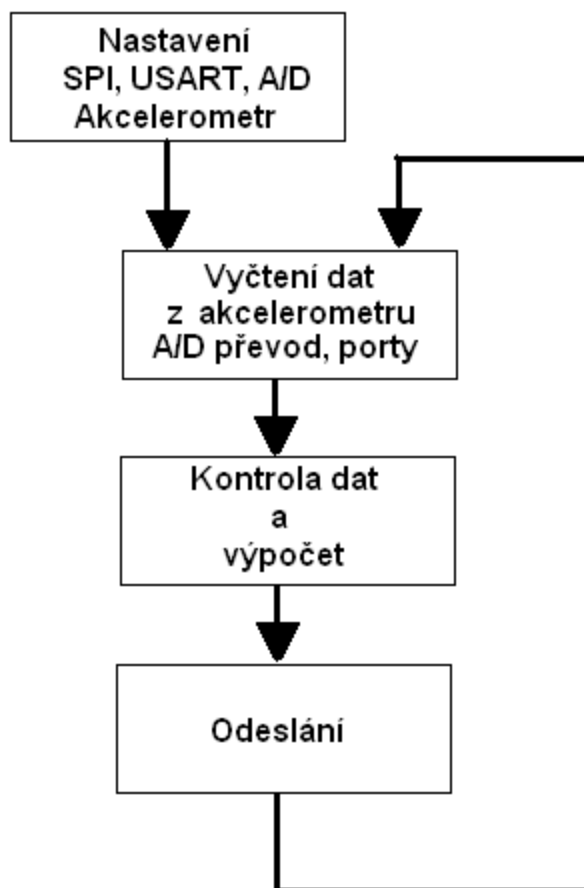 Nastavení
SPI, USART, A/D
Akcelerometr
Vyčtení dat
z akcelerometru
A/D převod, porty
Kontrola dat
a
výpočet
Odeslání